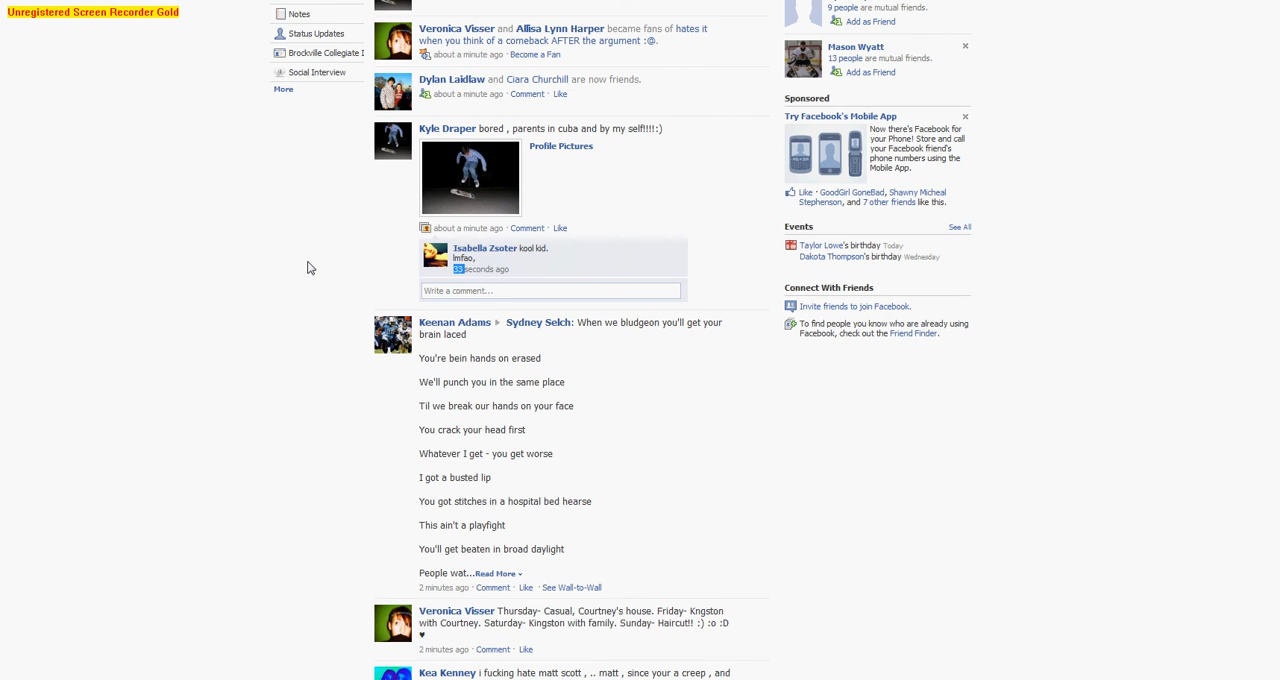 Unregistered Screen Recorder Gold
Notes
Status Updates
Brockville Collegiate I
Social Interview
More
Veronica Visser and Allisa Lynn Harper became fans of hates it
when you think of a comeback AFTER the argument :@.
about a minute ago · Become a Fan
Dylan Laidlaw and Ciara Churchill are now friends.
about a minute ago · Comment · Like
Kyle Draper bored , parents in cuba and by my self!!!!:)
Profile Pictures
about a minute ago · Comment · Like
Isabella Zsoter kool kid.
lmfao,
33 seconds ago
Write a comment...
Keenan Adams ▸ Sydney Selch: When we bludgeon you'll get your
brain laced
You're bein hands on erased
We'll punch you in the same place
Til we break our hands on your face
You crack your head first
Whatever I get - you get worse
I got a busted lip
You got stitches in a hospital bed hearse
This ain't a playfight
You'll get beaten in broad daylight
People wat...Read More
2 minutes ago · Comment · Like · See Wall-to-Wall
Veronica Visser Thursday- Casual, Courtney's house. Friday- Kngston
with Courtney. Saturday- Kingston with family. Sunday- Haircut!! :) :o :D
♥
2 minutes ago · Comment · Like
Kea Kenney i fucking hate matt scott , .. matt , since your a creep , and
9 people are mutual friends.
Add as Friend
Mason Wyatt
13 people are mutual friends.
Add as Friend
Sponsored
Try Facebook's Mobile App
Now there's Facebook for
your Phone! Store and call
your Facebook friend's
phone numbers using the
Mobile App.
Like · GoodGirl GoneBad, Shawny Micheal
Stephenson, and 7 other friends like this.
Events See All
Taylor Lowe's birthday Today
Dakota Thompson's birthday Wednesday
Connect With Friends
Invite friends to join Facebook.
To find people you know who are already using
Facebook, check out the Friend Finder.